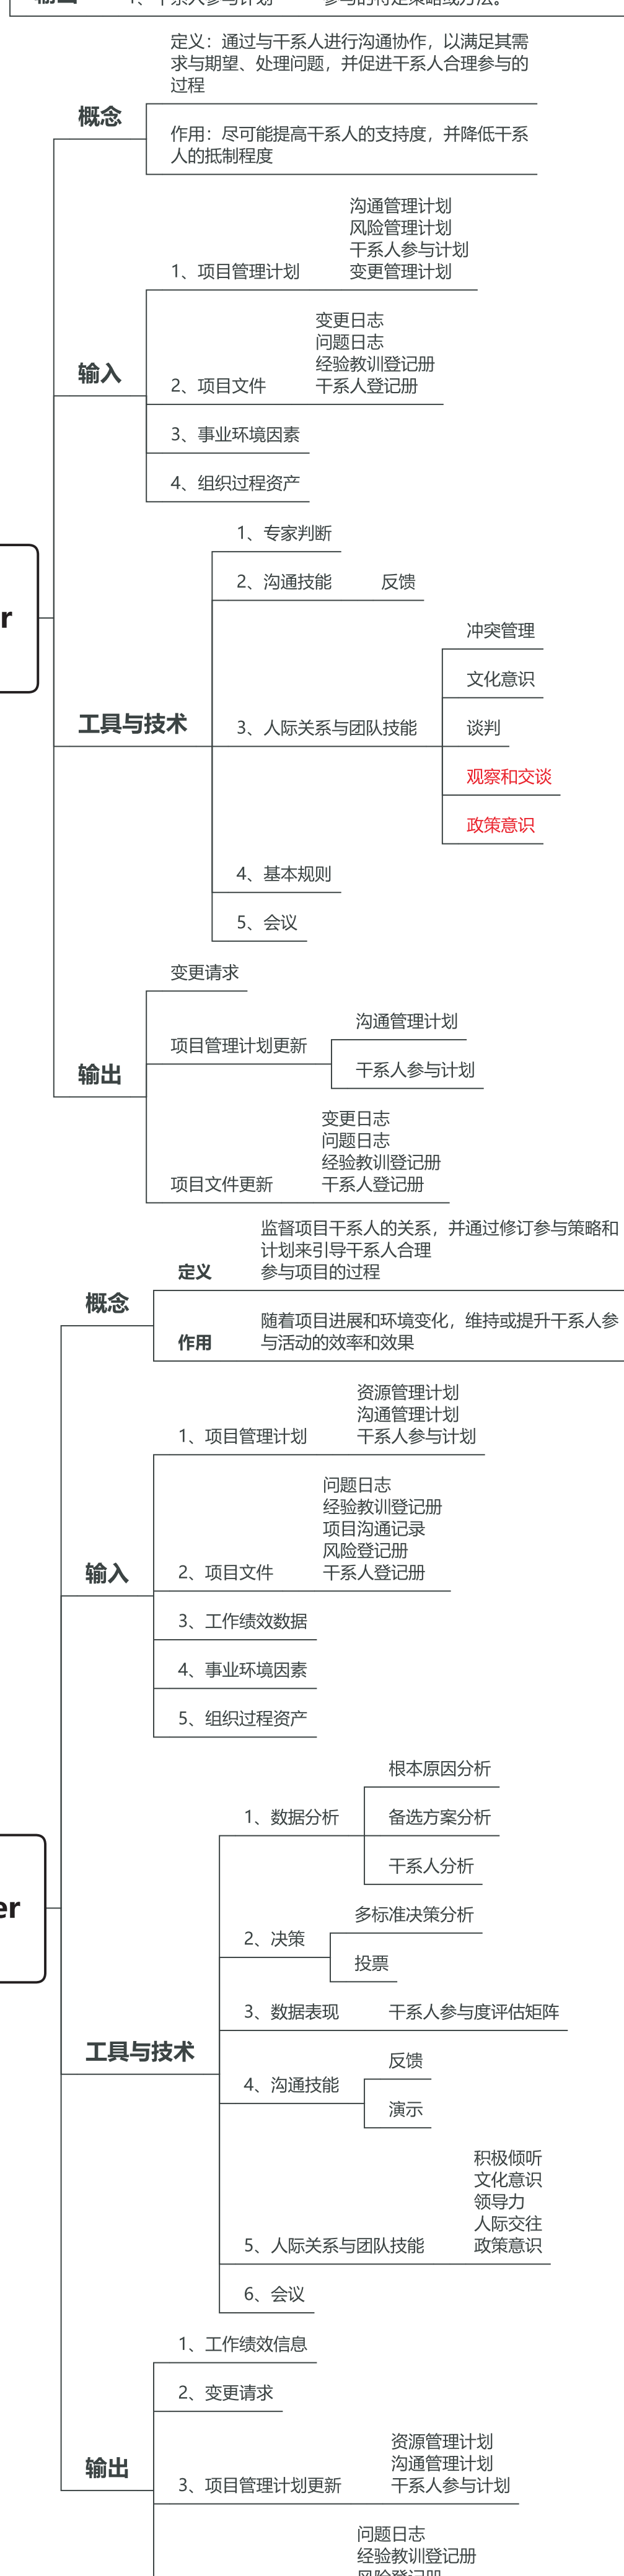 定义：通过与干系人进行沟通协作，以满足其需
求与期望、处理问题，并促进干系人合理参与的
过程
概念
作用：尽可能提高干系人的支持度，并降低干系
人的抵制程度
沟通管理计划
风险管理计划
干系人参与计划
1、项目管理计划 变更管理计划
变更日志
问题日志
经验教训登记册
输入
2、项目文件 干系人登记册
3、事业环境因素
4、组织过程资产
1、专家判断
2、沟通技能 反馈
r
冲突管理
文化意识
工具与技术
3、人际关系与团队技能 谈判
观察和交谈
政策意识
4、基本规则
5、会议
变更请求
沟通管理计划
项目管理计划更新
输出
干系人参与计划
变更日志
问题日志
经验教训登记册
项目文件更新 干系人登记册
监督项目干系人的关系，并通过修订参与策略和
计划来引导干系人合理
定义 参与项目的过程
概念
随着项目进展和环境变化，维持或提升干系人参
作用 与活动的效率和效果
资源管理计划
沟通管理计划
1、项目管理计划 干系人参与计划
问题日志
经验教训登记册
项目沟通记录
风险登记册
输入
2、项目文件 干系人登记册
3、工作绩效数据
4、事业环境因素
5、组织过程资产
根本原因分析
1、数据分析 备选方案分析
干系人分析
er
多标准决策分析
2、决策
投票
3、数据表现 干系人参与度评估矩阵
工具与技术
反馈
4、沟通技能
演示
积极倾听
文化意识
领导力
人际交往
5、人际关系与团队技能 政策意识
6、会议
1、工作绩效信息
2、变更请求
资源管理计划
沟通管理计划
输出
3、项目管理计划更新 干系人参与计划
问题日志
经验教训登记册